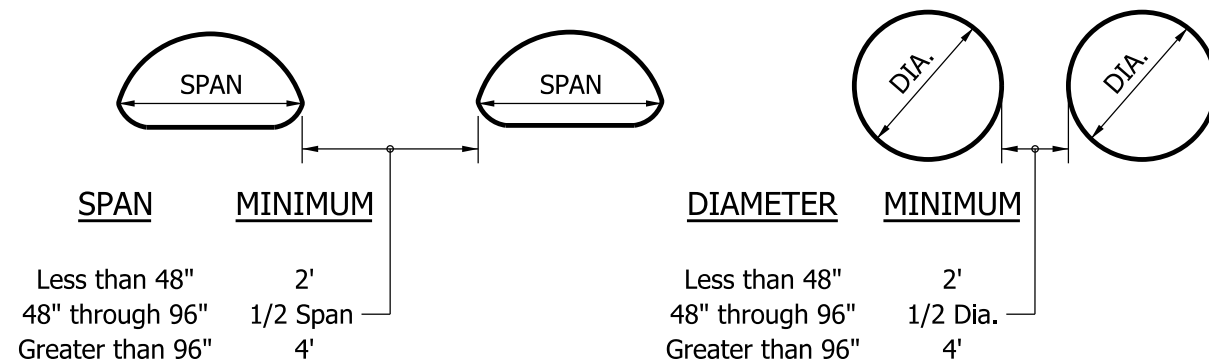 SPAN
SPAN
DIA.
DIA.
SPAN MINIMUM
Less than 48" 2'
48" through 96" 1/2 Span
Greater than 96" 4'
DIAMETER MINIMUM
Less than 48" 2'
48" through 96" 1/2 Dia.
Greater than 96" 4'